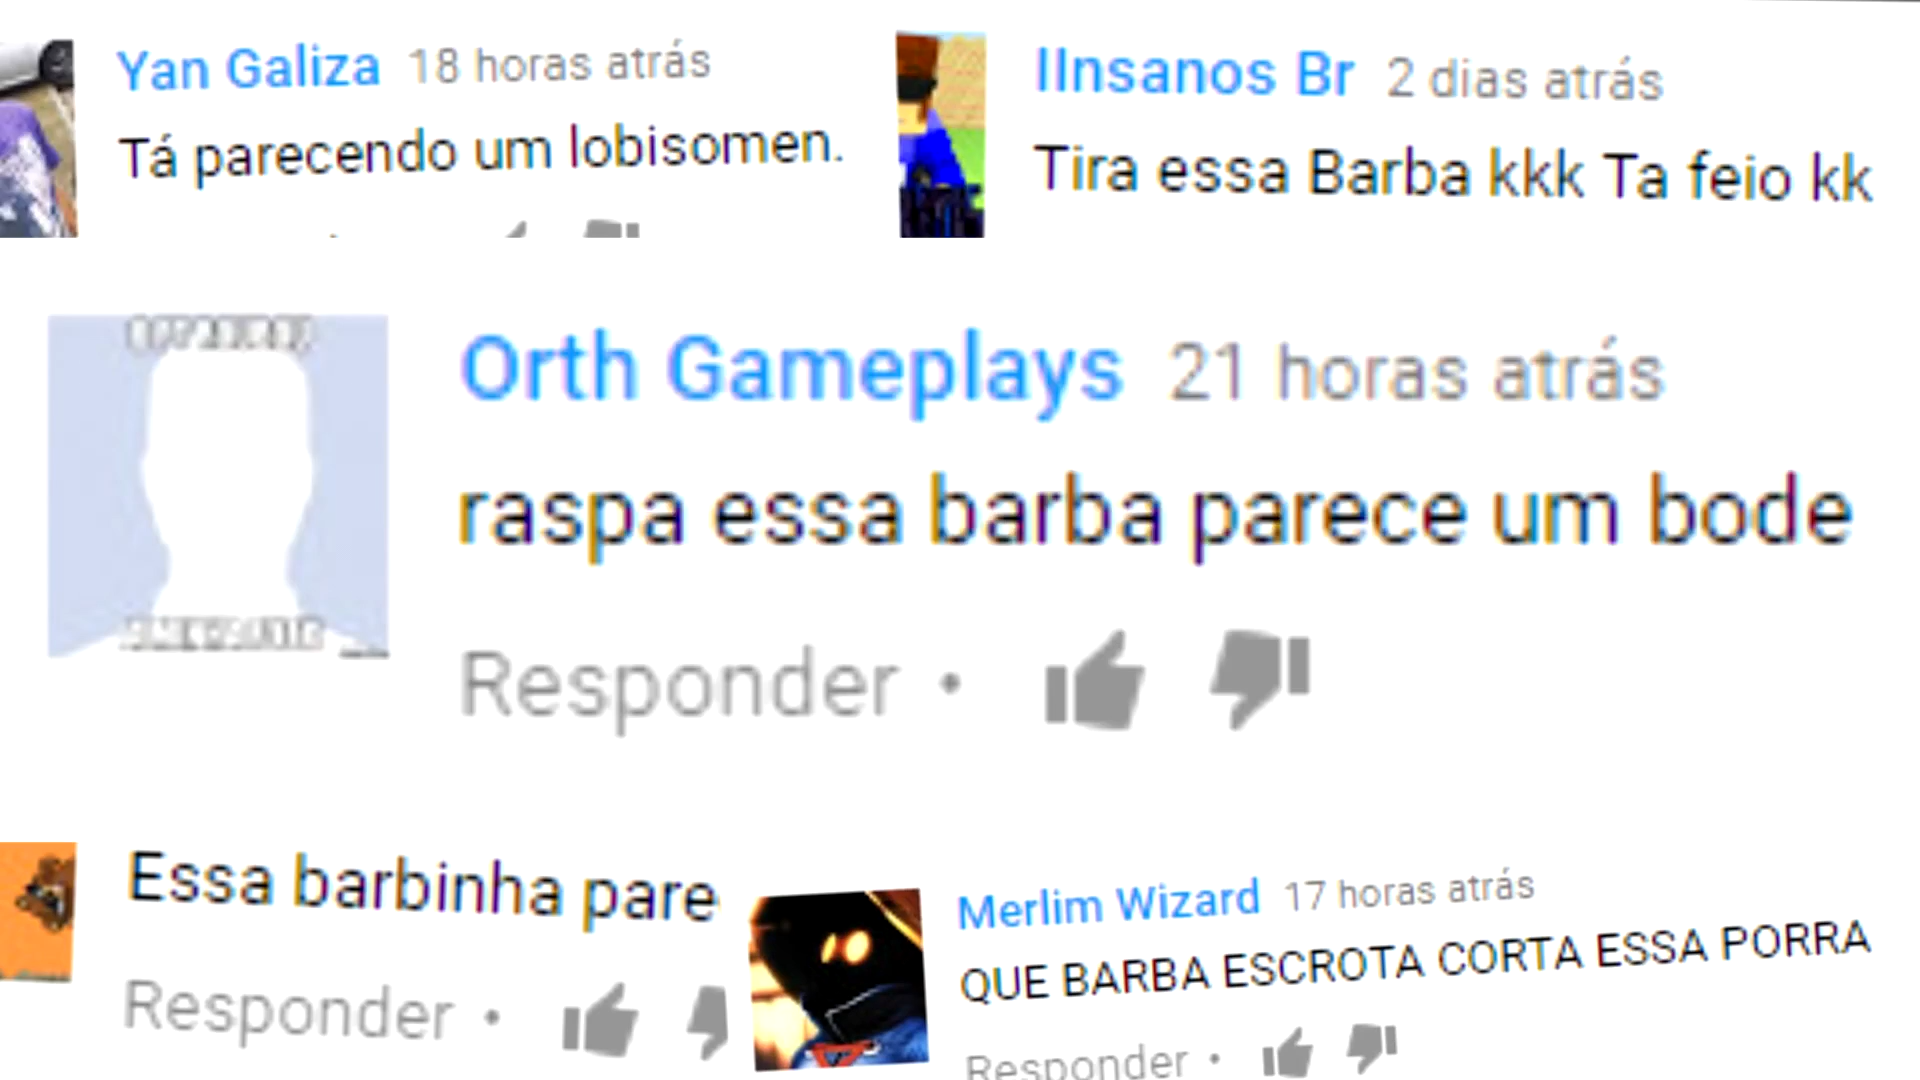 Yan Galiza 18 horas atrás
Tá parecendo um lobisomen.
IInsanos Br 2 dias atrás
Tira essa Barba kkk Ta feio kk
Orth Gameplays 21 horas atrás
raspa essa barba parece um bode
Responder •
Essa barbinha pare
Responder •
Merlim Wizard 17 horas atrás
QUE BARBA ESCROTA CORTA ESSA PORRA
Responder •